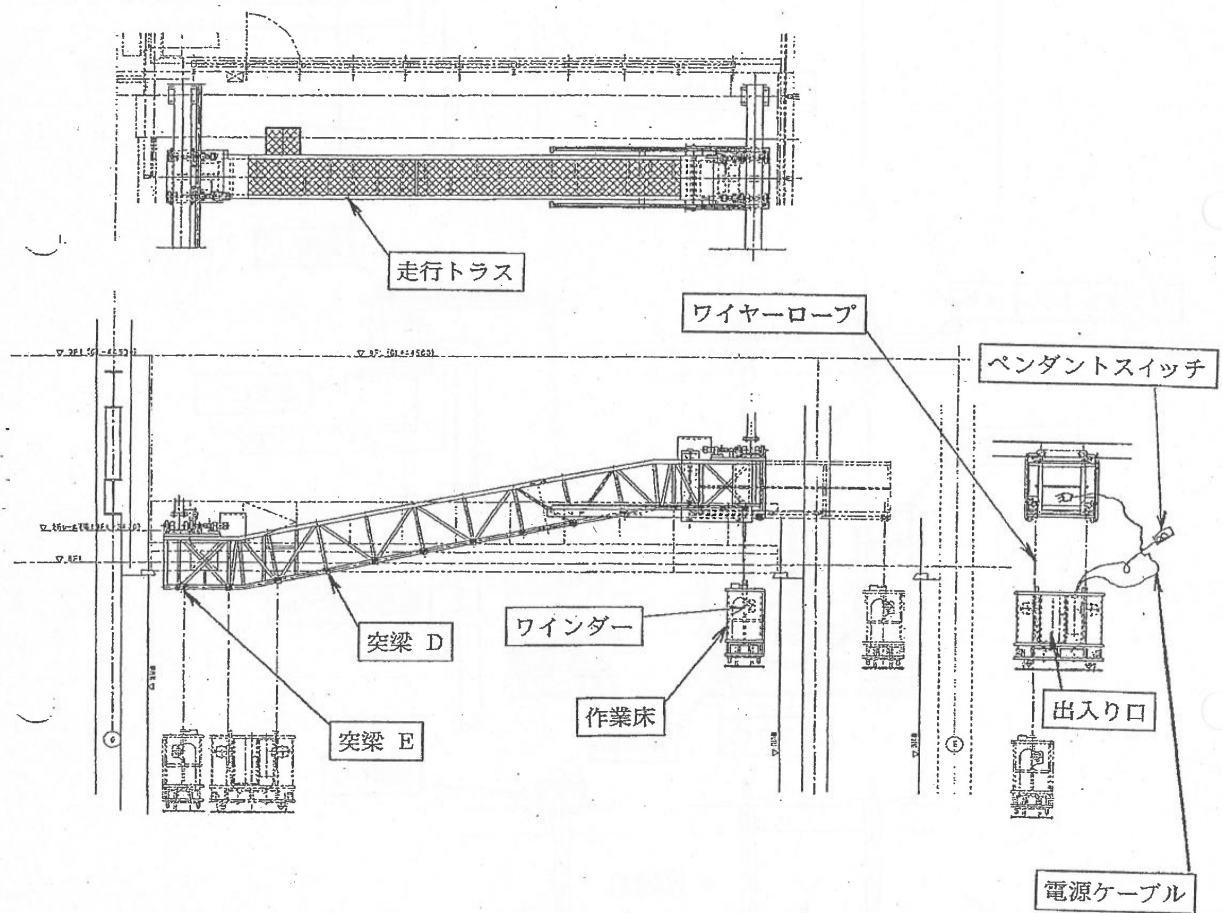 走行トラス
ワイヤーロープ
ペンダントスイッチ
突梁 D
ワインダー
突梁 E
作業床
出入り口
電源ケーブル